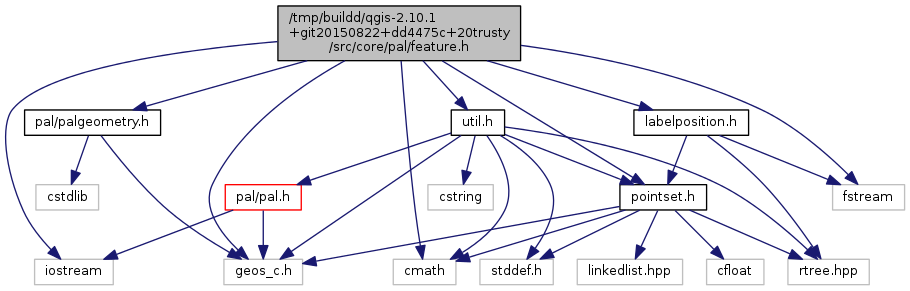 /tmp/buildd/qgis-2.10.1
+git20150822+dd4475c+20trusty
/src/core/pal/feature.h
pal/palgeometry.h
util.h
labelposition.h
cstdlib
pal/pal.h
cstring
pointset.h
fstream
iostream
geos_c.h
cmath
stddef.h
linkedlist.hpp
cfloat
rtree.hpp